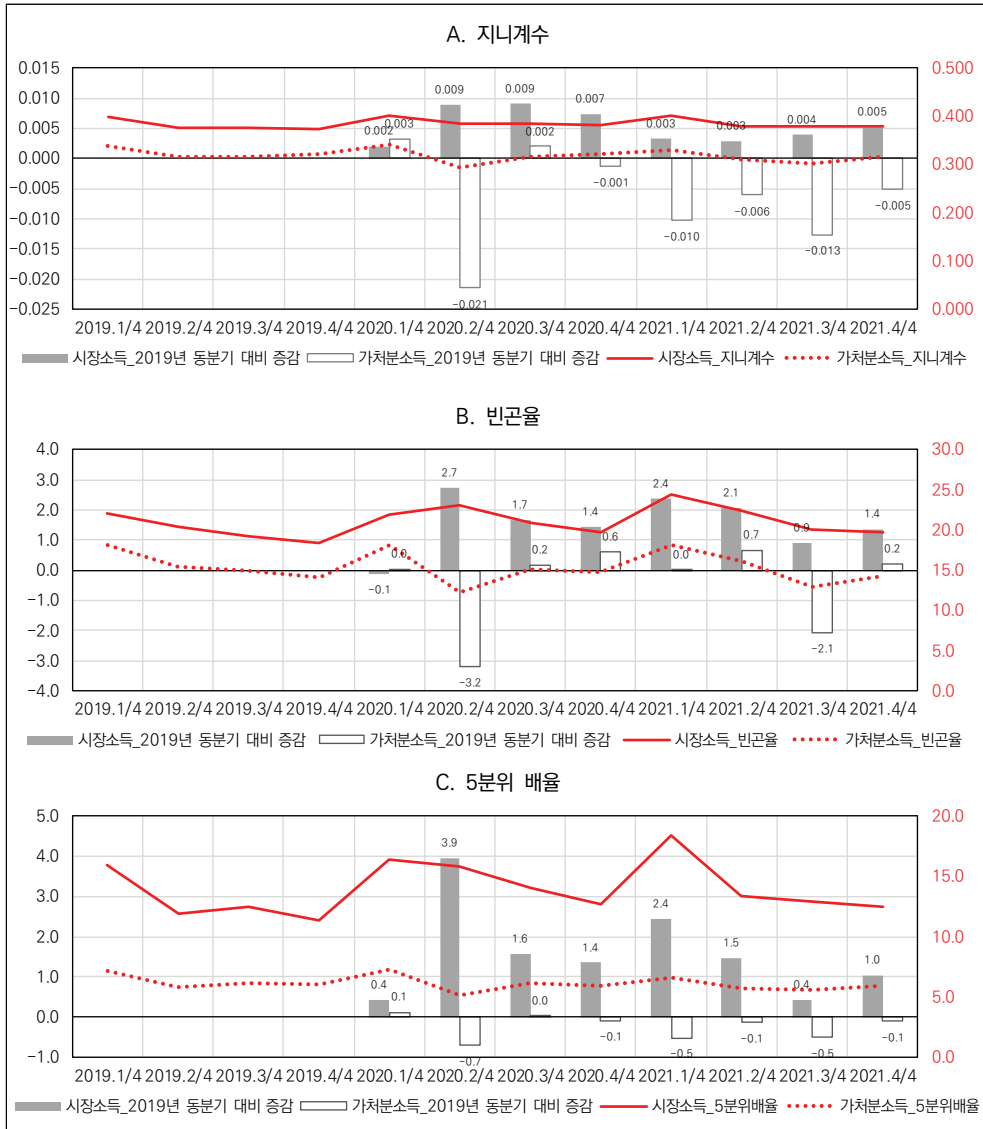 A. 지니계수
0.015 0.500
0.010 0.400
0.005 0.300
0.000 0.200
−0.005 0.100
−0.010 0.000
−0.015
−0.020
−0.025
0.002 0.003 0.009 −0.021 0.009 0.002 0.007 −0.001 0.003 −0.010 0.003 −0.006 0.004 −0.013 0.005 −0.005
2019.1/4 2019.2/4 2019.3/4 2019.4/4 2020.1/4 2020.2/4 2020.3/4 2020.4/4 2021.1/4 2021.2/4 2021.3/4 2021.4/4
시장소득_2019년 동분기 대비 증감 가처분소득_2019년 동분기 대비 증감 시장소득_지니계수 가처분소득_지니계수
B. 빈곤율
4.0 30.0
3.0 25.0
2.0 20.0
1.0 15.0
0.0 10.0
−1.0 5.0
−2.0 0.0
−3.0
−4.0
−0.1 0.0 2.7 −3.2 1.7 0.2 1.4 0.6 2.4 0.0 2.1 0.7 0.9 −2.1 1.4 0.2
2019.1/4 2019.2/4 2019.3/4 2019.4/4 2020.1/4 2020.2/4 2020.3/4 2020.4/4 2021.1/4 2021.2/4 2021.3/4 2021.4/4
시장소득_2019년 동분기 대비 증감 가처분소득_2019년 동분기 대비 증감 시장소득_빈곤율 가처분소득_빈곤율
C. 5분위 배율
5.0 20.0
4.0 15.0
3.0 10.0
2.0 5.0
1.0 0.0
0.0
−1.0
0.4 0.1 3.9 −0.7 1.6 0.0 1.4 −0.1 2.4 −0.5 1.5 −0.1 0.4 −0.5 1.0 −0.1
2019.1/4 2019.2/4 2019.3/4 2019.4/4 2020.1/4 2020.2/4 2020.3/4 2020.4/4 2021.1/4 2021.2/4 2021.3/4 2021.4/4
시장소득_2019년 동분기 대비 증감 가처분소득_2019년 동분기 대비 증감 시장소득_5분위배율 가처분소득_5분위배율